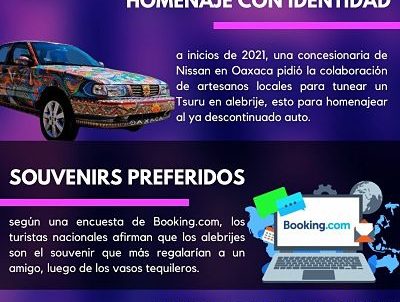 HOMENAJE CON IDENTIDAD
a inicios de 2021, una concesionaria de
Nissan en Oaxaca pidió la colaboración
de artesanos locales para tunear un
Tsuru en alebrije, esto para homenajear
al ya descontinuado auto.
SOUVENIRS PREFERIDOS
según una encuesta de Booking.com, los
turistas nacionales afirman que los alebrijes
son el souvenir que más regalarían a un
amigo, luego de los vasos tequileros.
Booking.com